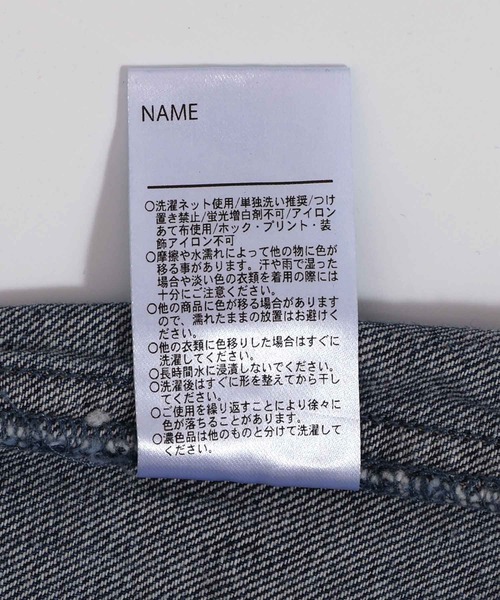 NAME
○洗濯ネット使用/単独洗い推奨/つけ
置き禁止/蛍光増白剤不可/アイロン
あて布使用/ホック・プリント・装
飾アイロン不可
○摩擦や水濡れによって他の物に色が
移る事があります。汗や雨で湿った
場合や淡い色の衣類を着用の際には
十分にご注意ください。
○他の商品に色が移る場合があります
ので、濡れたままの放置はお避けく
ださい。
○他の衣類に色移りした場合はすぐに
洗濯してください。
○長時間水に浸漬しないでください。
○洗濯後はすぐに形を整えてから干し
てください。
○ご使用を繰り返すことにより徐々に
色が落ちることがあります。
○濃色品は他のものと分けて洗濯して
ください。